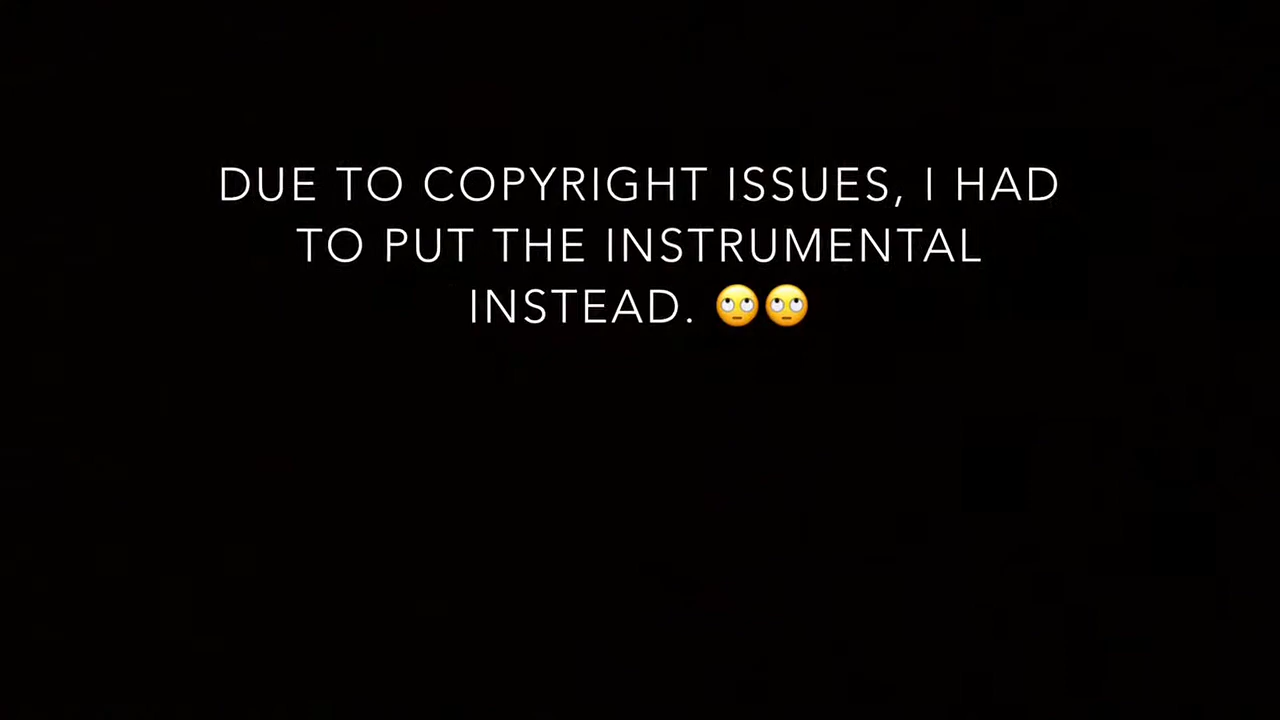 DUE TO COPYRIGHT ISSUES, I HAD
TO PUT THE INSTRUMENTAL
INSTEAD. 🙄🙄